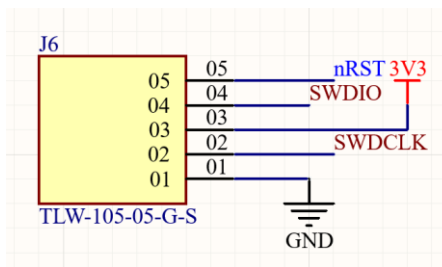 J6
05 05 nRST 3V3
04 04 SWDIO
03 03
02 02 SWDCLK
01 01
TLW-105-05-G-S
GND